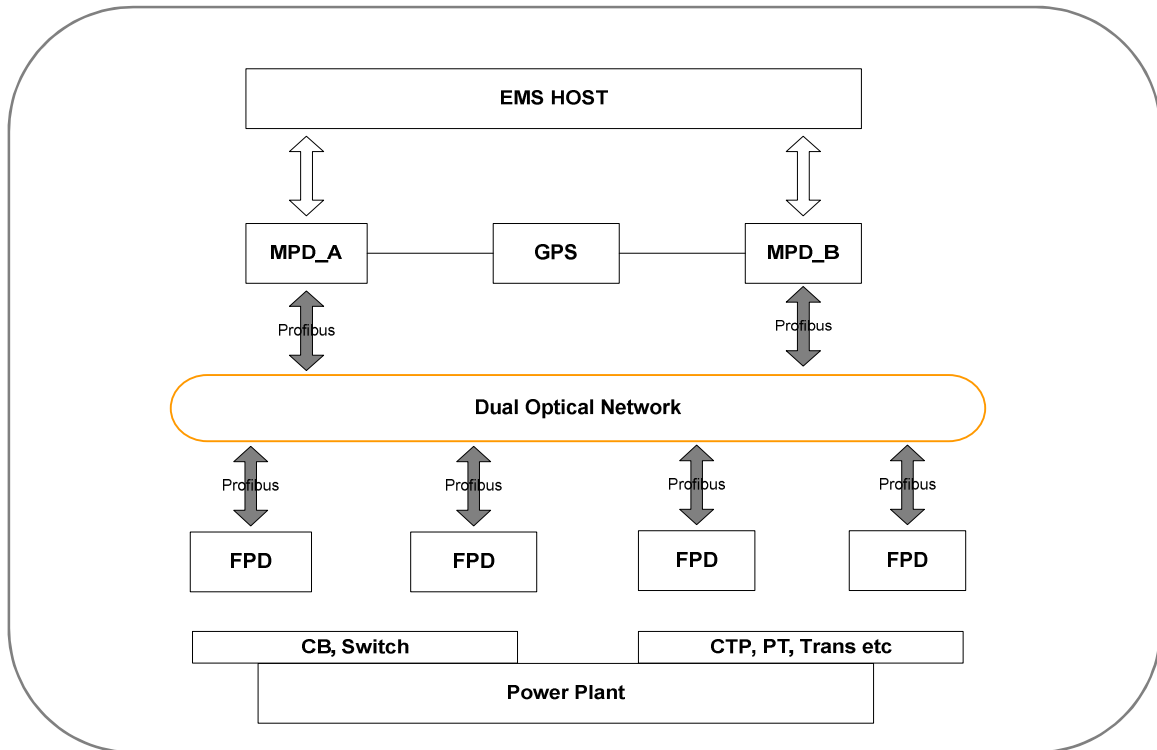 EMS HOST
MPD_A
GPS
MPD_B
Profibus
Profibus
Dual Optical Network
Profibus
Profibus
Profibus
Profibus
FPD
FPD
FPD
FPD
CB, Switch
CTP, PT, Trans etc
Power Plant